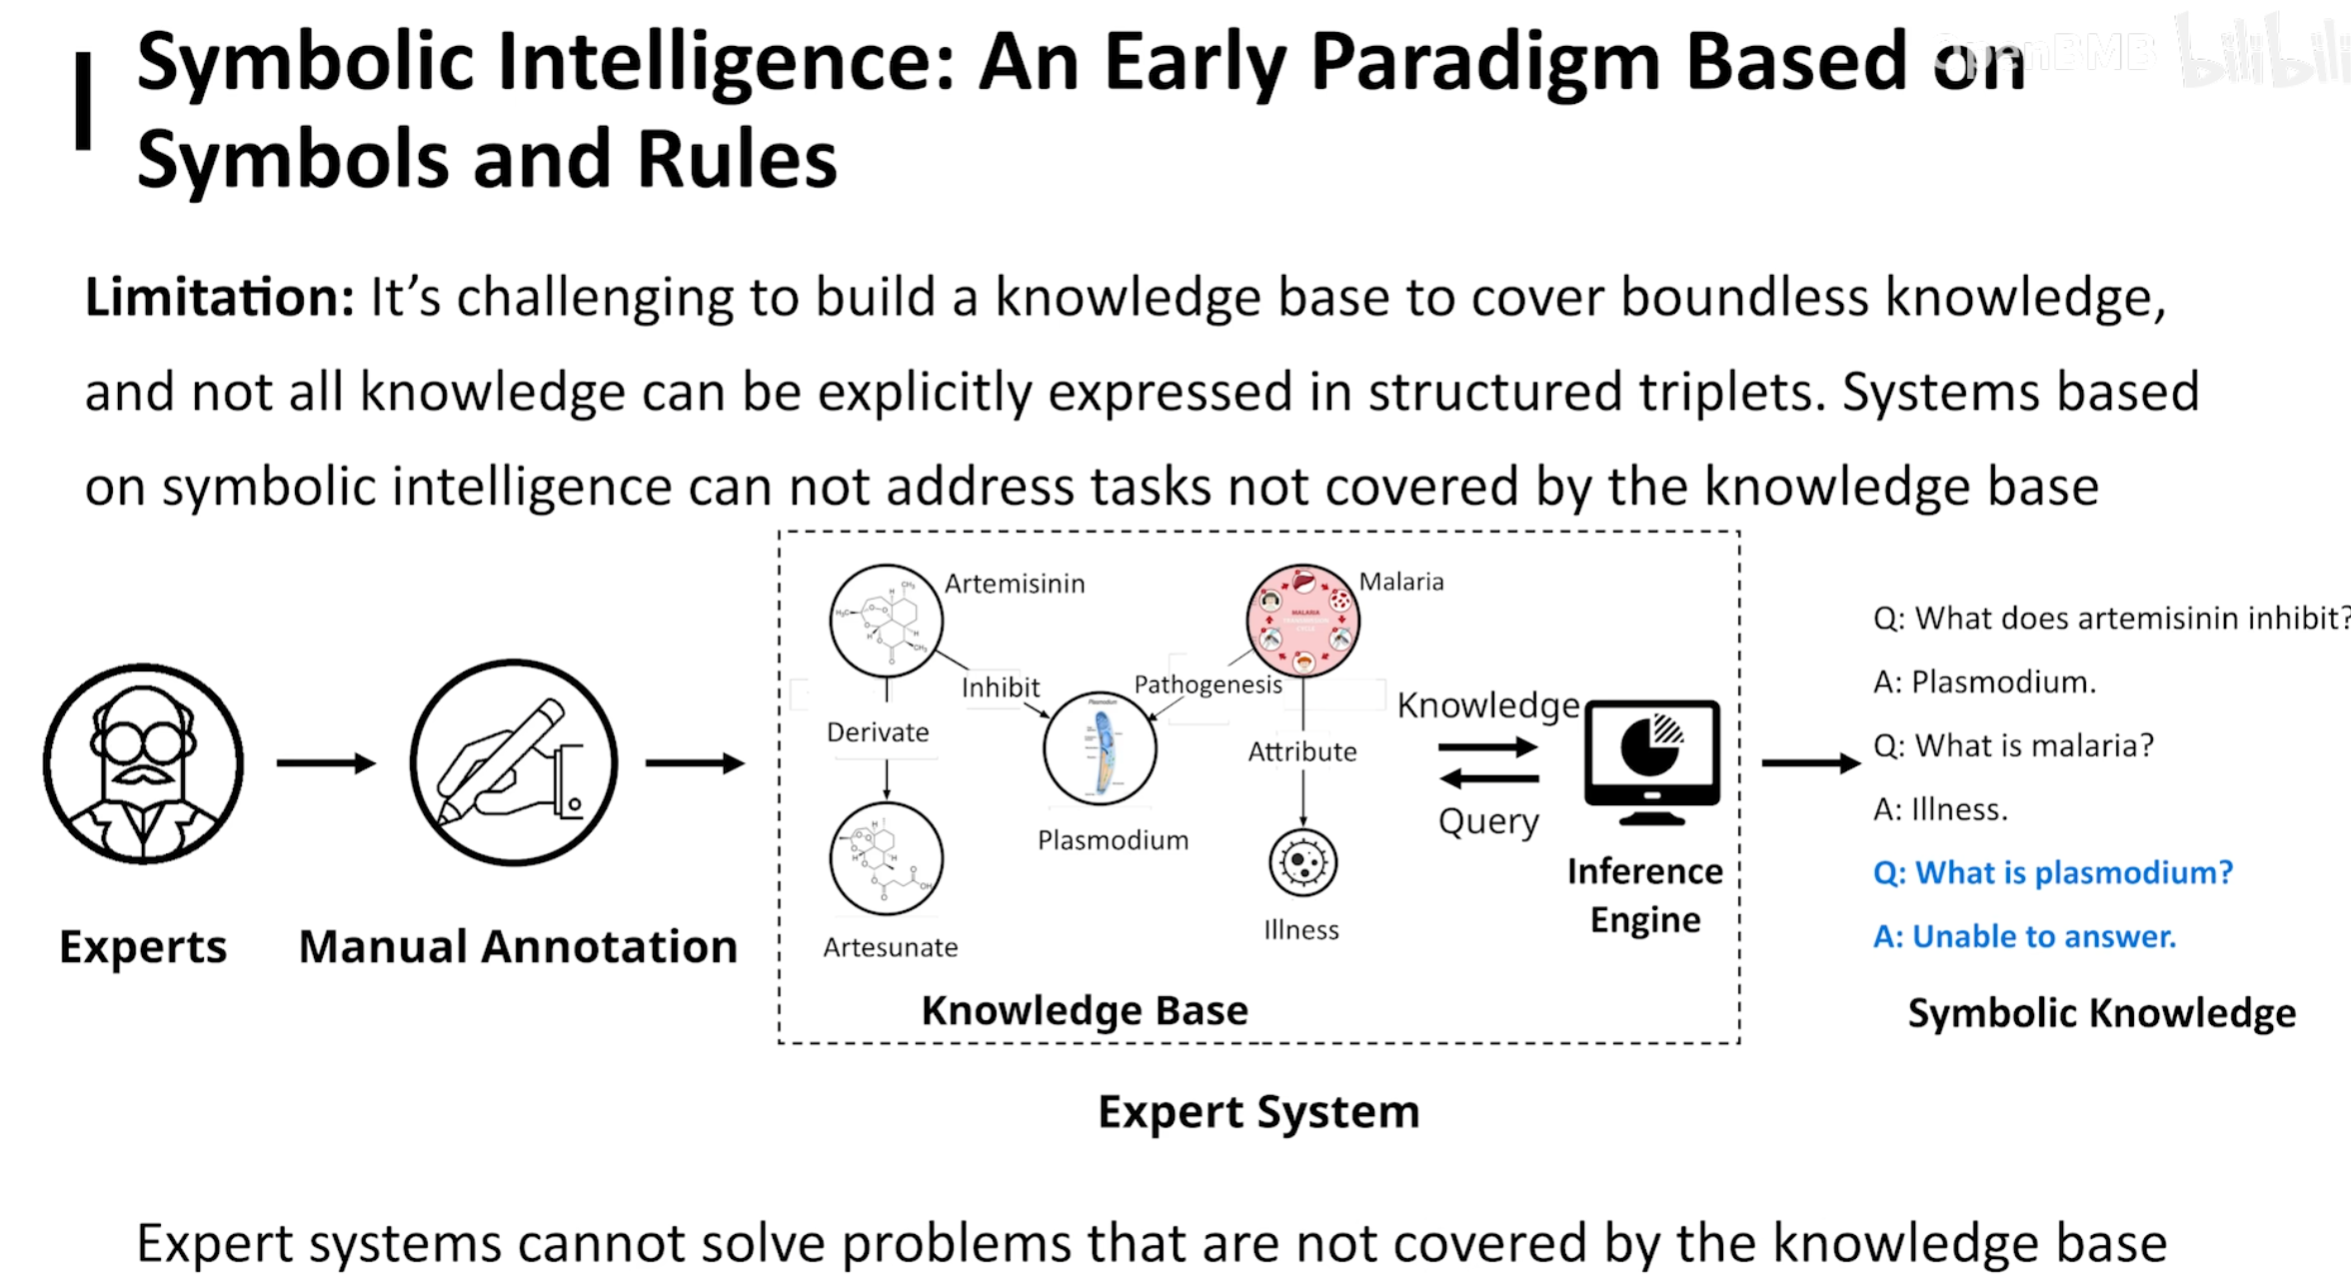 Symbolic Intelligence: An Early Paradigm Based on
Symbols and Rules
OpenBMB bilibili
Limitation: It’s challenging to build a knowledge base to cover boundless knowledge,
and not all knowledge can be explicitly expressed in structured triplets. Systems based
on symbolic intelligence can not address tasks not covered by the knowledge base
Experts
Manual Annotation
Artemisinin
Malaria
Inhibit
Pathogenesis
Derivate
Plasmodium
Attribute
Artesunate
Illness
Knowledge Base
Knowledge
Query
Inference
Engine
Expert System
Q: What does artemisinin inhibit?
A: Plasmodium.
Q: What is malaria?
A: Illness.
Q: What is plasmodium?
A: Unable to answer.
Symbolic Knowledge
Expert systems cannot solve problems that are not covered by the knowledge base